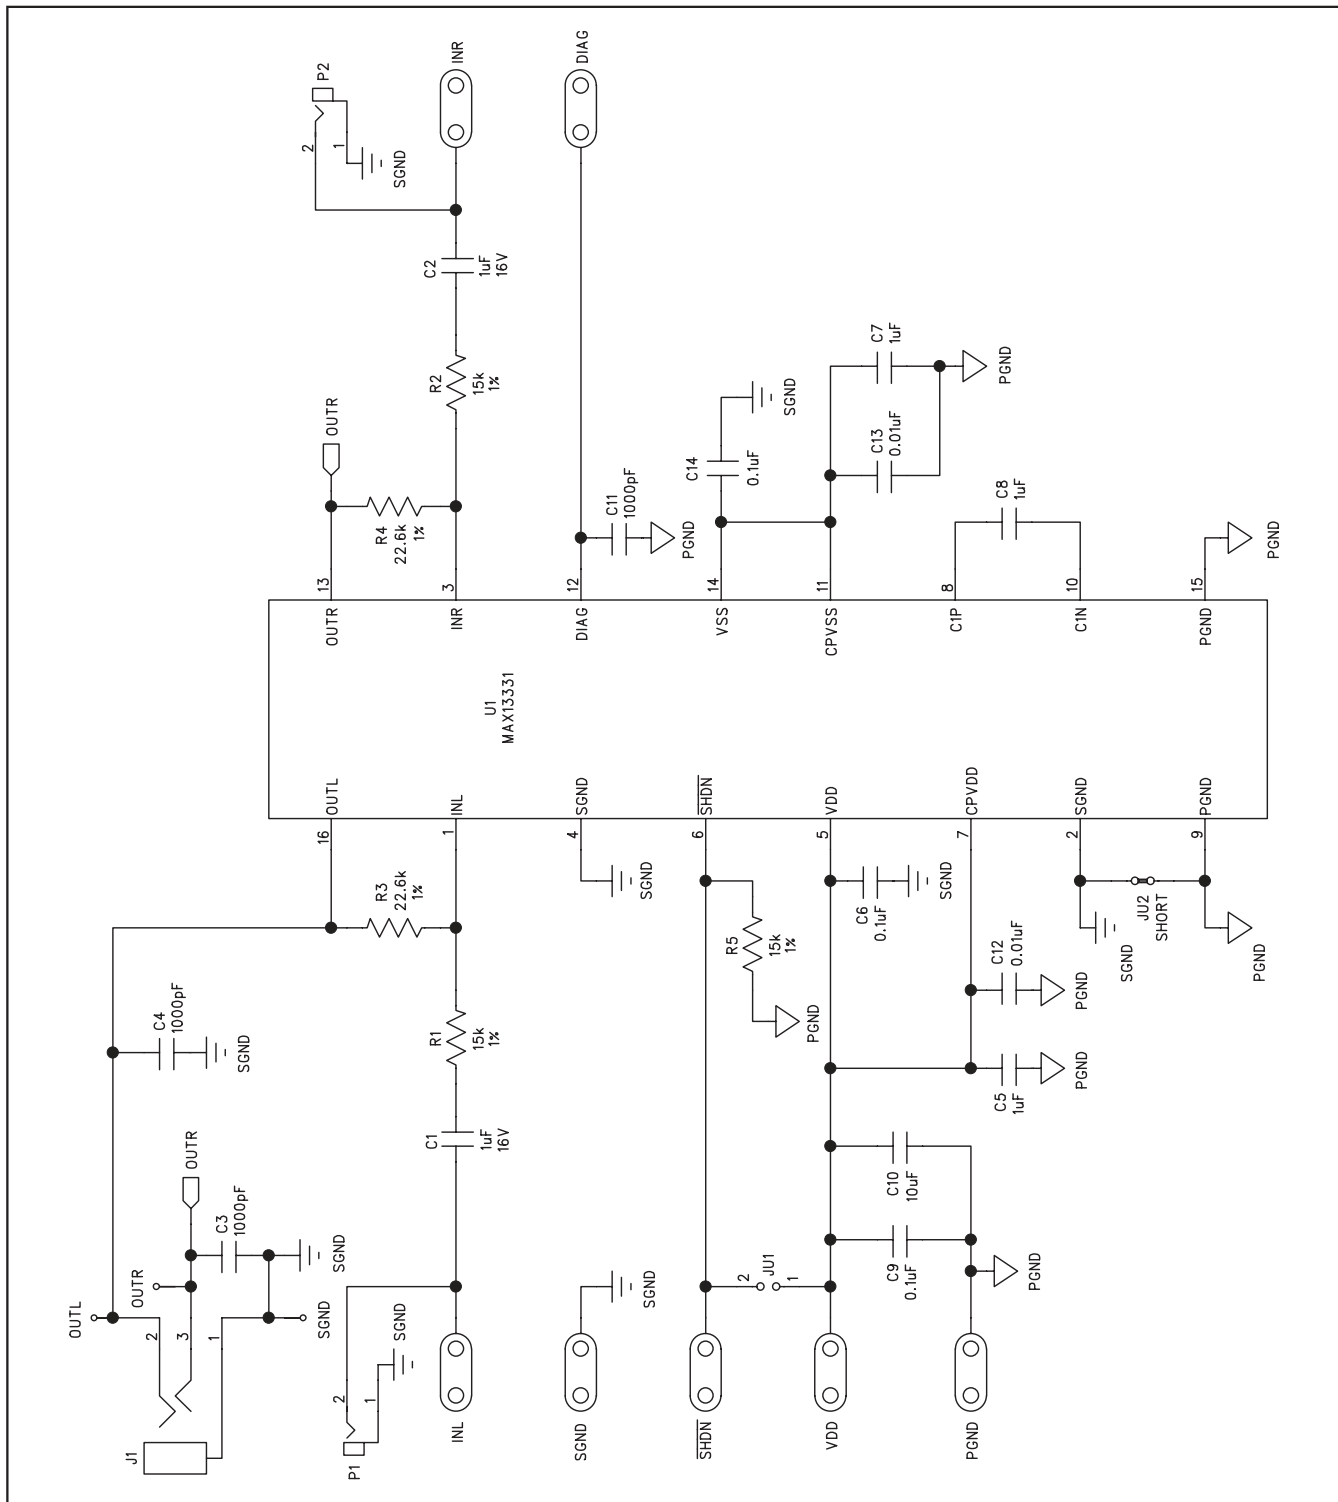 P2
2
1
SGND
INR
C2
1uF
16V
R2
15k
1%
OUTR
R4
22.6k
1%
13
3
DIAG
C11
1000pF
PGND
12
C14
0.1uF
SGND
14
C7
1uF
C13
0.01uF
PGND
11
C8
1uF
8
10
15
PGND
OUTR
INR
DIAG
VSS
CPVSS
C1P
C1N
PGND
U1
MAX13331
OUTL
INL
SGND
SHDN
VDD
CPVDD
SGND
PGND
16
1
4
6
5
7
2
9
R3
22.6k
1%
SGND
R5
15k
1%
PGND
C6
0.1uF
SGND
C12
0.01uF
PGND
C5
1uF
PGND
JU2
SHORT
SGND
PGND
C4
1000pF
SGND
R1
15k
1%
C1
1uF
16V
OUTR
C3
1000pF
SGND
OUTR
OUTL
SGND
2
3
1
J1
P1
2
1
SGND
INL
SGND
SGND
JU1
2
1
C10
10uF
C9
0.1uF
PGND
SHDN
VDD
PGND